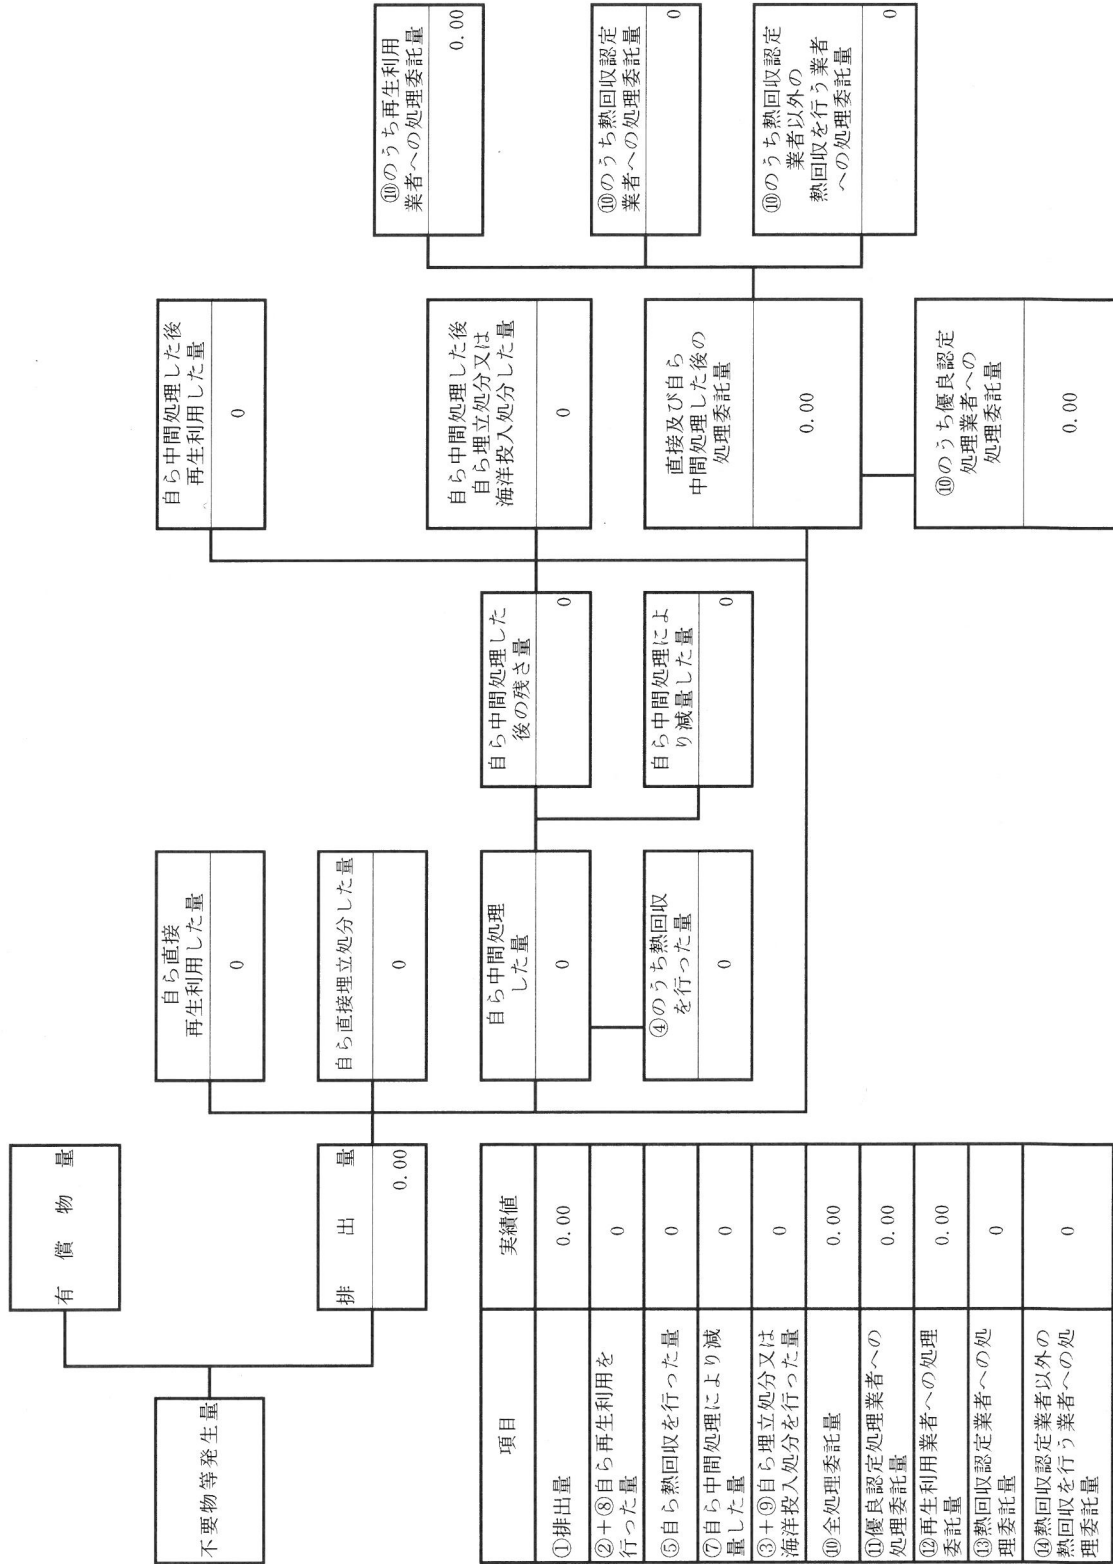 不要物等発生量
有償物量
排出量
0.00
自ら直接
再生利用した量
0
自ら直接埋立処分した量
0
自ら中間処理
した量
0
④のうち熱回収
を行った量
0
自ら中間処理した
後の残さ量
0
自ら中間処理によ
り減量した量
0
自ら中間処理した後
再生利用した量
0
自ら中間処理した後
自ら埋立処分又は
海洋投入処分した量
0
直接及び自ら
中間処理した後の
処理委託量
0.00
⑩のうち優良認定
処理業者への
処理委託量
0.00
⑩のうち再生利用
業者への処理委託量
0.00
⑩のうち熱回収認定
業者への処理委託量
0
⑩のうち熱回収認定
業者以外の
熱回収を行う業者
への処理委託量
0
項目 実績値
①排出量 0.00
②+⑧自ら再生利用を
行った量 0
⑤自ら熱回収を行った量 0
⑦自ら中間処理により減
量した量 0
③+⑨自ら埋立処分又は
海洋投入処分を行った量 0
⑩全処理委託量 0.00
⑪優良認定処理業者への
処理委託量 0.00
⑫再生利用業者への処理
委託量 0.00
⑬熱回収認定業者への処
理委託量 0
⑭熱回収認定業者以外の
熱回収を行う業者への処
理委託量 0